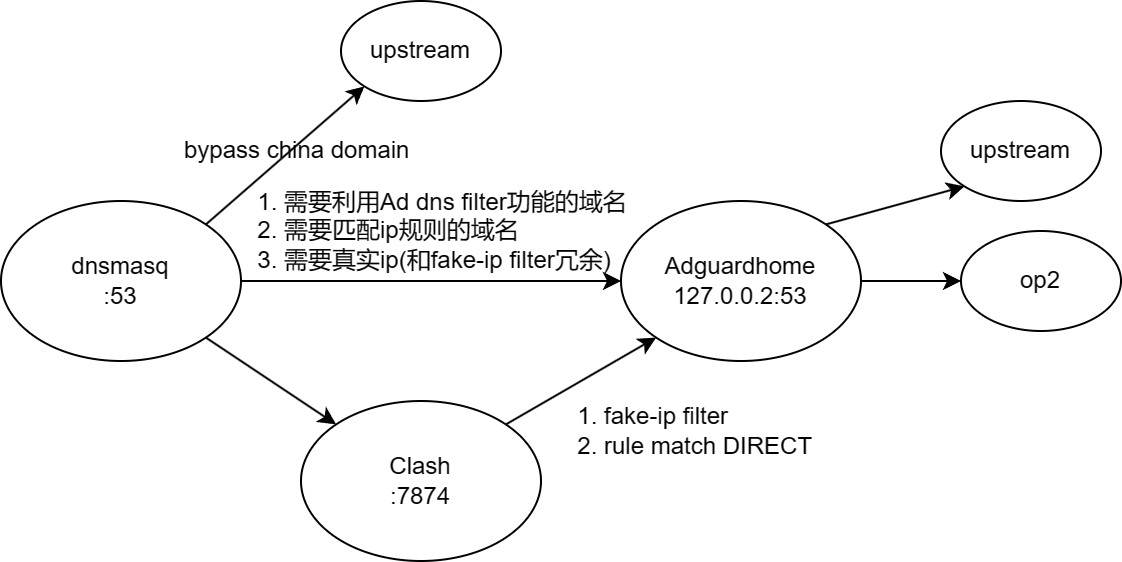 upstream
bypass china domain
upstream
1. 需要利用Ad dns filter功能的域名
2. 需要匹配ip规则的域名
3. 需要真实ip(和fake-ip filter冗余)
dnsmasq
:53
Adguardhome
127.0.0.2:53
op2
1. fake-ip filter
2. rule match DIRECT
Clash
:7874